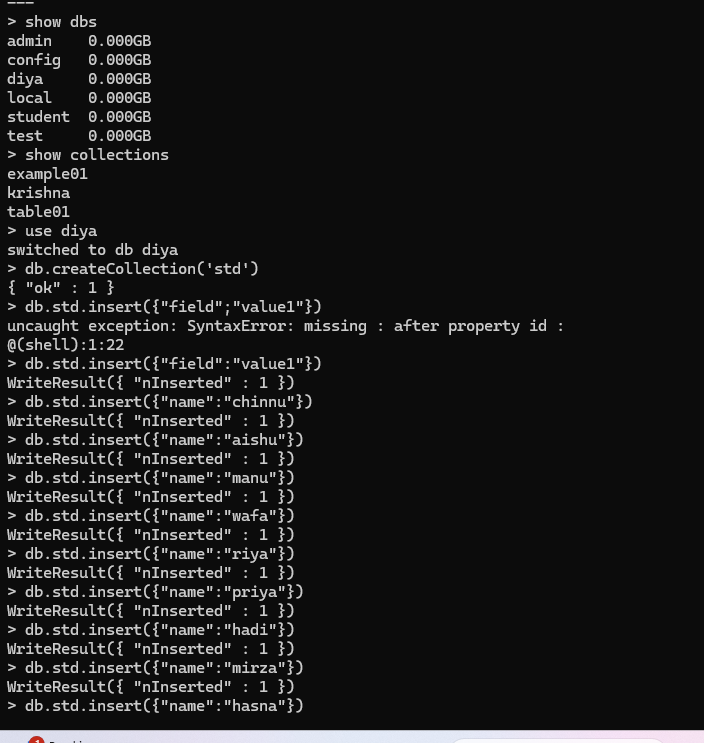 ---
> show dbs
admin    0.000GB
config   0.000GB
diya     0.000GB
local    0.000GB
student  0.000GB
test     0.000GB
> show collections
example01
krishna
table01
> use diya
switched to db diya
> db.createCollection('std')
{ "ok" : 1 }
> db.std.insert({"field";"value1"})
uncaught exception: SyntaxError: missing : after property id :
@(shell):1:22
> db.std.insert({"field":"value1"})
WriteResult({ "nInserted" : 1 })
> db.std.insert({"name":"chinnu"})
WriteResult({ "nInserted" : 1 })
> db.std.insert({"name":"aishu"})
WriteResult({ "nInserted" : 1 })
> db.std.insert({"name":"manu"})
WriteResult({ "nInserted" : 1 })
> db.std.insert({"name":"wafa"})
WriteResult({ "nInserted" : 1 })
> db.std.insert({"name":"riya"})
WriteResult({ "nInserted" : 1 })
> db.std.insert({"name":"priya"})
WriteResult({ "nInserted" : 1 })
> db.std.insert({"name":"hadi"})
WriteResult({ "nInserted" : 1 })
> db.std.insert({"name":"mirza"})
WriteResult({ "nInserted" : 1 })
> db.std.insert({"name":"hasna"})